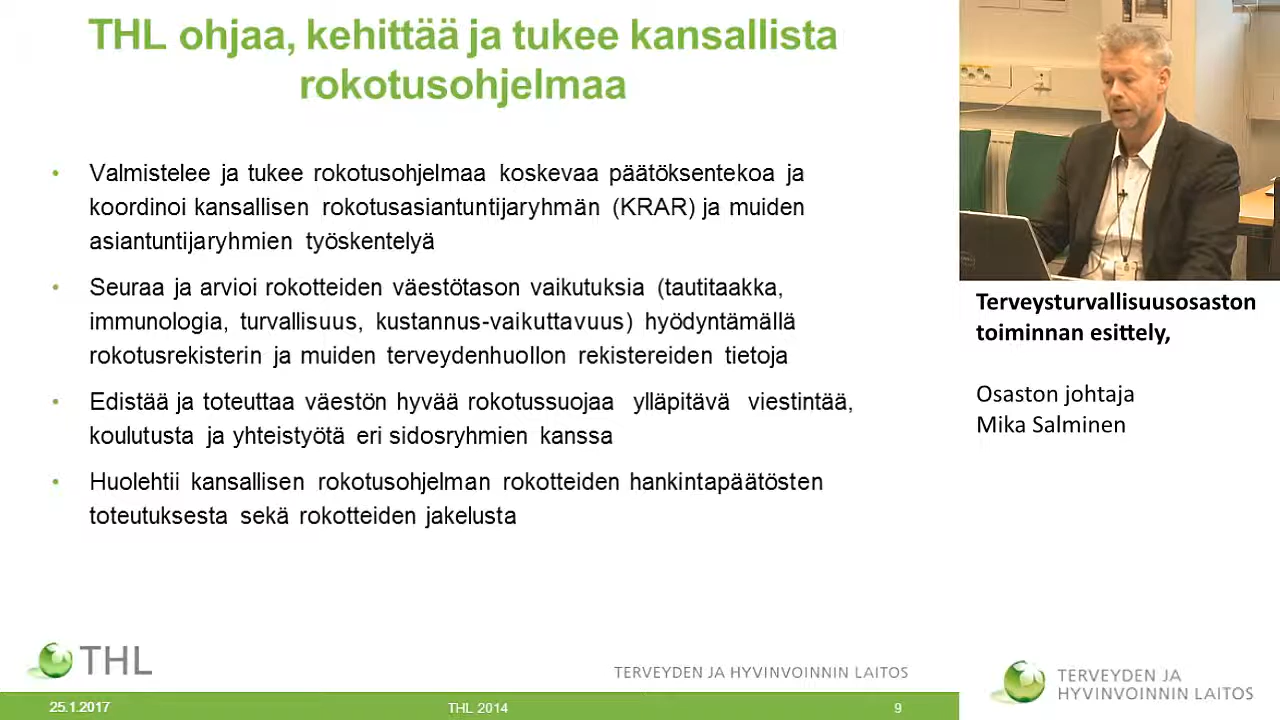 THL ohjaa, kehittää ja tukee kansallista
rokotusohjelmaa
• Valmistelee ja tukee rokotusohjelmaa koskevaa päätöksentekoa ja
koordinoi kansallisen rokotusasiantuntijaryhmän (KRAR) ja muiden
asiantuntijaryhmien työskentelyä
• Seuraa ja arvioi rokotteiden väestötason vaikutuksia (tautitaakka,
immunologia, turvallisuus, kustannus-vaikuttavuus) hyödyntämällä
rokotusrekisterin ja muiden terveydenhuollon rekistereiden tietoja
• Edistää ja toteuttaa väestön hyvää rokotussuojaa ylläpitävä viestintää,
koulutusta ja yhteistyötä eri sidosryhmien kanssa
• Huolehtii kansallisen rokotusohjelman rokotteiden hankintapäätösten
toteutuksesta sekä rokotteiden jakelusta
THL
TERVEYDEN JA HYVINVOINNIN LAITOS
25.1.2017
THL 2014
9
Terveysturvallisuusosaston
toiminnan esittely,
Osaston johtaja
Mika Salminen
TERVEYDEN JA
HYVINVOINNIN LAITOS